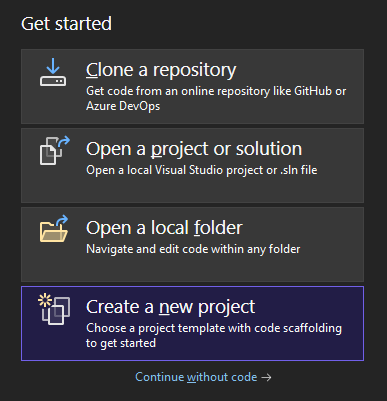 Get started
Clone a repository
Get code from an online repository like GitHub or
Azure DevOps
Open a project or solution
Open a local Visual Studio project or .sln file
Open a local folder
Navigate and edit code within any folder
Create a new project
Choose a project template with code scaffolding
to get started
Continue without code →